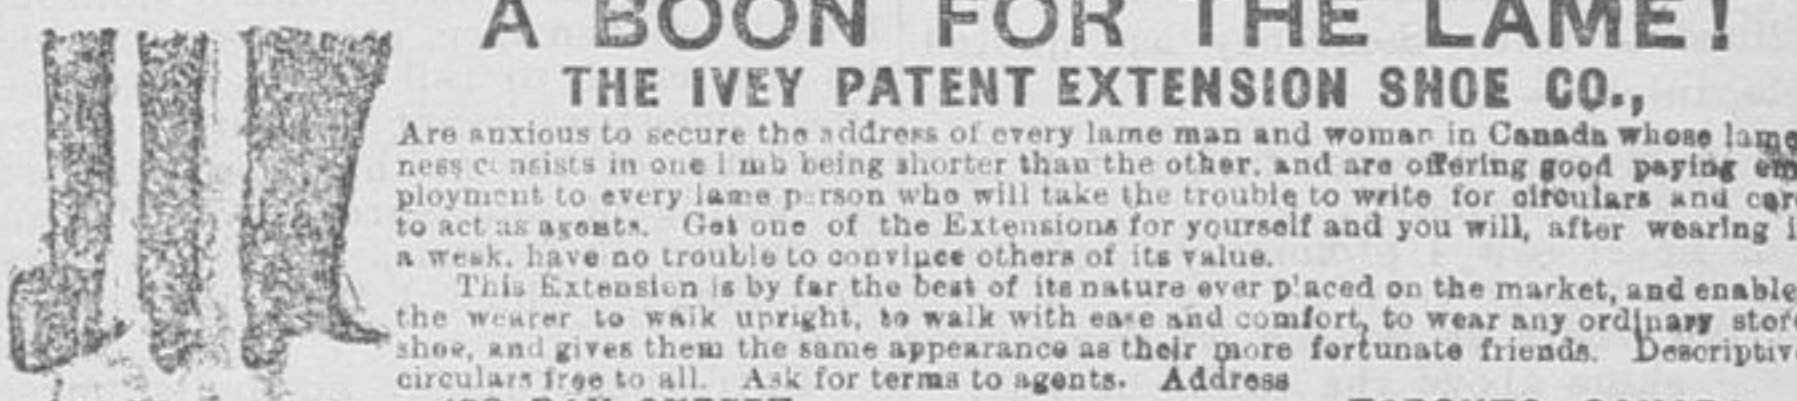 A BOON FOR THE LAME!
THE IVEY PATENT EXTENSION SHOE CO.,
Are anxious to secure the address of every lame man and woman in Canada whose lame
ness consists in one limb being shorter than the other, and are offering good paying em
ployment to every lame person who will take the trouble to write for circulars and care
to act as agents. Get one of the Extensions for yourself and you will, after wearing i
a week, have no trouble to convince others of its value.
This Extension is by far the best of its nature ever placed on the market, and enable
the wearer to walk upright, to walk with ease and comfort, to wear any ordinary store
shoe, and gives them the same appearance as their more fortunate friends. Descriptiv
circulars free to all. Ask for terms to agents. Address